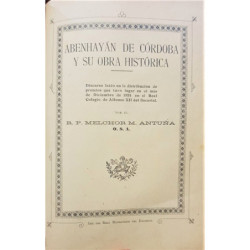 ABENHAYÁN DE CÓRDOBA
Y SU OBRA HISTÓRICA
Discurso leído en la distribución de
premios que tuvo lugar en el mes
de Noviembre de en el Real
Colegio de Alfonso XII del Escorial,
POR EL
R. P. MELCHOR M. ANTUÑA
O. S. A.